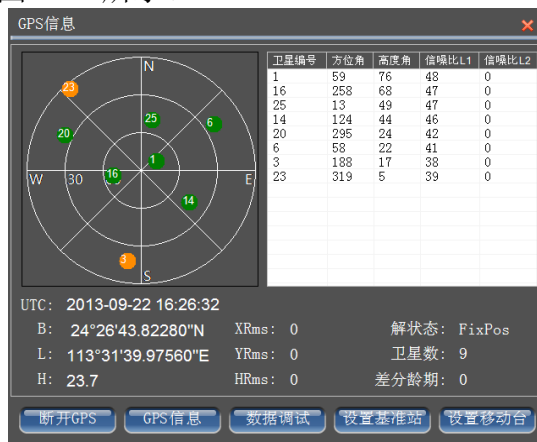 GPS信息
N
23
25
6
20
1
16
W
30
E
14
3
S
卫星编号 方位角 高度角 信噪比L1 信噪比L2
1 59 76 48 0
16 258 68 47 0
25 13 49 47 0
14 124 44 46 0
20 295 24 42 0
6 58 22 41 0
3 188 17 38 0
23 319 5 39 0
UTC: 2013-09-22 16:26:32
B: 24°26'43.82280"N XRms: 0 解状态: FixPos
L: 113°31'39.97560"E YRms: 0 卫星数: 9
H: 23.7 HRms: 0 差分龄期: 0
断开GPS GPS信息 数据调试 设置基准站 设置移动台